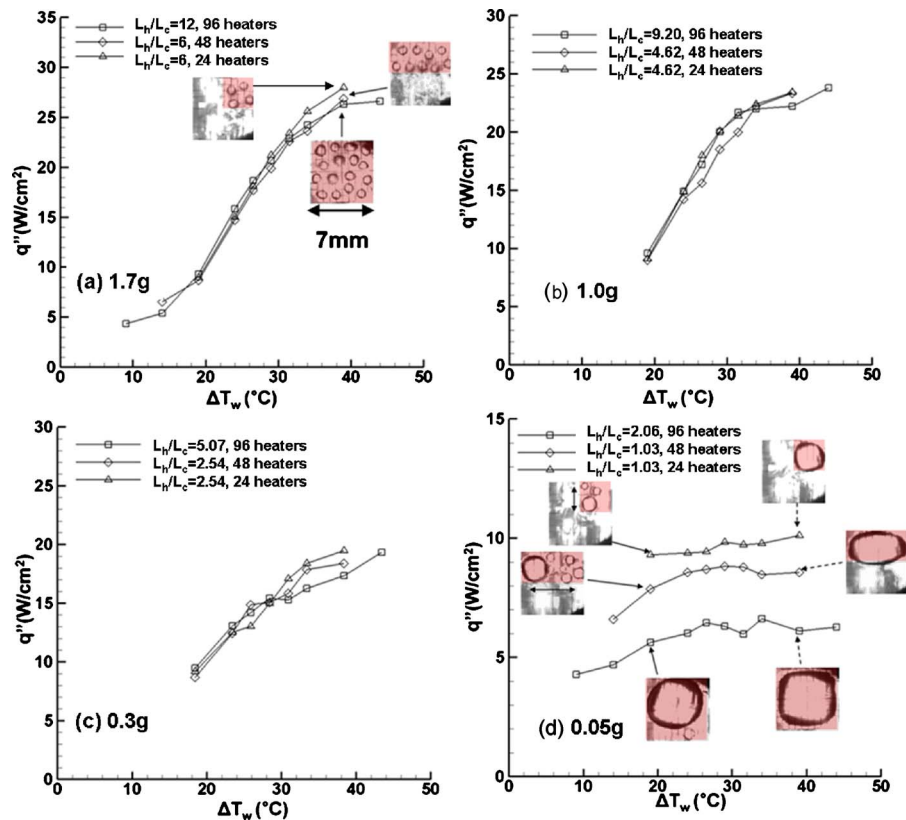 35
30
25
20
15
10
5
0
q"(W/cm²)
Lh/Lc=12, 96 heaters
Lh/Lc=6, 48 heaters
Lh/Lc=6, 24 heaters
7mm
(a) 1.7g
0 10 20 30 40 50
ΔTw (°C)
30
25
20
15
10
5
0
q"(W/cm²)
Lh/Lc=9.20, 96 heaters
Lh/Lc=4.62, 48 heaters
Lh/Lc=4.62, 24 heaters
(b) 1.0g
0 10 20 30 40 50
ΔTw (°C)
30
25
20
15
10
5
0
q"(W/cm²)
Lh/Lc=5.07, 96 heaters
Lh/Lc=2.54, 48 heaters
Lh/Lc=2.54, 24 heaters
(c) 0.3g
0 10 20 30 40 50
ΔTw (°C)
15
10
5
0
q"(W/cm²)
Lh/Lc=2.06, 96 heaters
Lh/Lc=1.03, 48 heaters
Lh/Lc=1.03, 24 heaters
(d) 0.05g
0 10 20 30 40 50
ΔTw (°C)